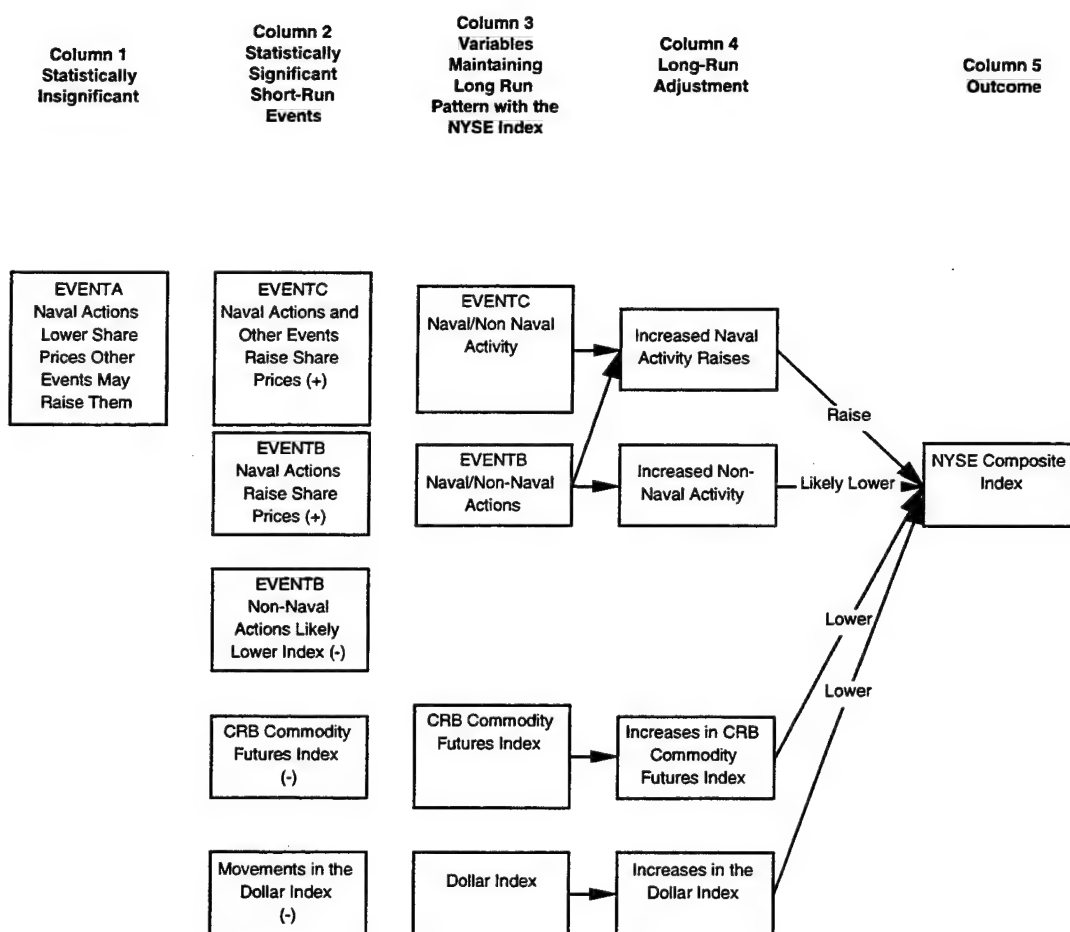 Column 1
Statistically
Insignificant
Column 2
Statistically
Significant
Short-Run
Events
Column 3
Variables
Maintaining
Long Run
Pattern with the
NYSE Index
Column 4
Long-Run
Adjustment
Column 5
Outcome
EVENTA
Naval Actions
Lower Share
Prices Other
Events May
Raise Them
EVENTC
Naval Actions and
Other Events
Raise Share
Prices (+)
EVENTC
Naval/Non Naval
Activity
Increased Naval
Activity Raises
Raise
EVENTB
Naval Actions
Raise Share
Prices (+)
EVENTB
Naval/Non-Naval
Actions
Increased Non-
Naval Activity
Likely Lower
NYSE Composite
Index
EVENTB
Non-Naval
Actions Likely
Lower Index (-)
Lower
Lower
CRB Commodity
Futures Index
(-)
CRB Commodity
Futures Index
Increases in CRB
Commodity
Futures Index
Movements in the
Dollar Index
(-)
Dollar Index
Increases in the
Dollar Index